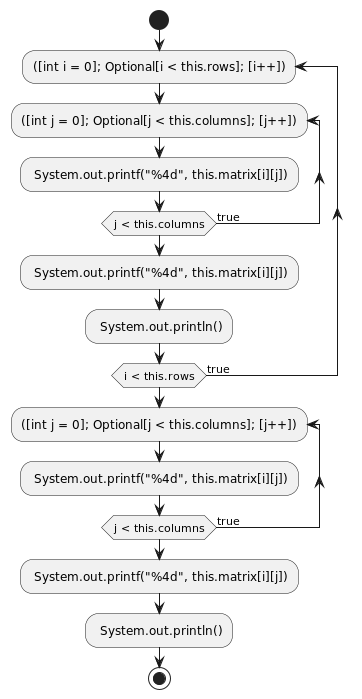 ([int i = 0]; Optional[i < this.rows]; [i++])
([int j = 0]; Optional[j < this.columns]; [j++])
System.out.printf("%4d", this.matrix[i][j])
j < this.columns
true
System.out.printf("%4d", this.matrix[i][j])
System.out.println()
i < this.rows
true
([int j = 0]; Optional[j < this.columns]; [j++])
System.out.printf("%4d", this.matrix[i][j])
j < this.columns
true
System.out.printf("%4d", this.matrix[i][j])
System.out.println()